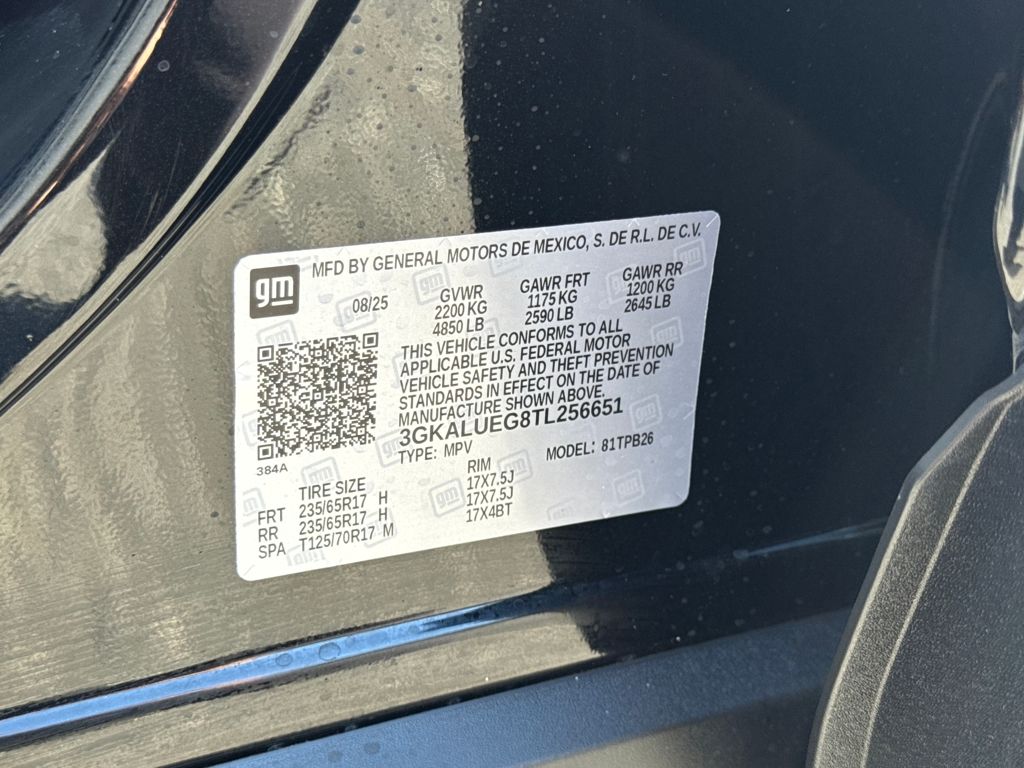 gm
MFD BY GENERAL MOTORS DE MEXICO, S. DE R.L. DE C.V.
08/25 GVWR GAWR FRT GAWR RR
2200 KG 1175 KG 1200 KG
4850 LB 2590 LB 2645 LB
THIS VEHICLE CONFORMS TO ALL
APPLICABLE U.S. FEDERAL MOTOR
VEHICLE SAFETY AND THEFT PREVENTION
STANDARDS IN EFFECT ON THE DATE OF
MANUFACTURE SHOWN ABOVE.
3GKALUEG8TL256651
TYPE: MPV MODEL: 81TPB26
384A
TIRE SIZE RIM
FRT 235/65R17 H 17X7.5J
RR 235/65R17 H 17X7.5J
SPA T125/70R17 M 17X4BT